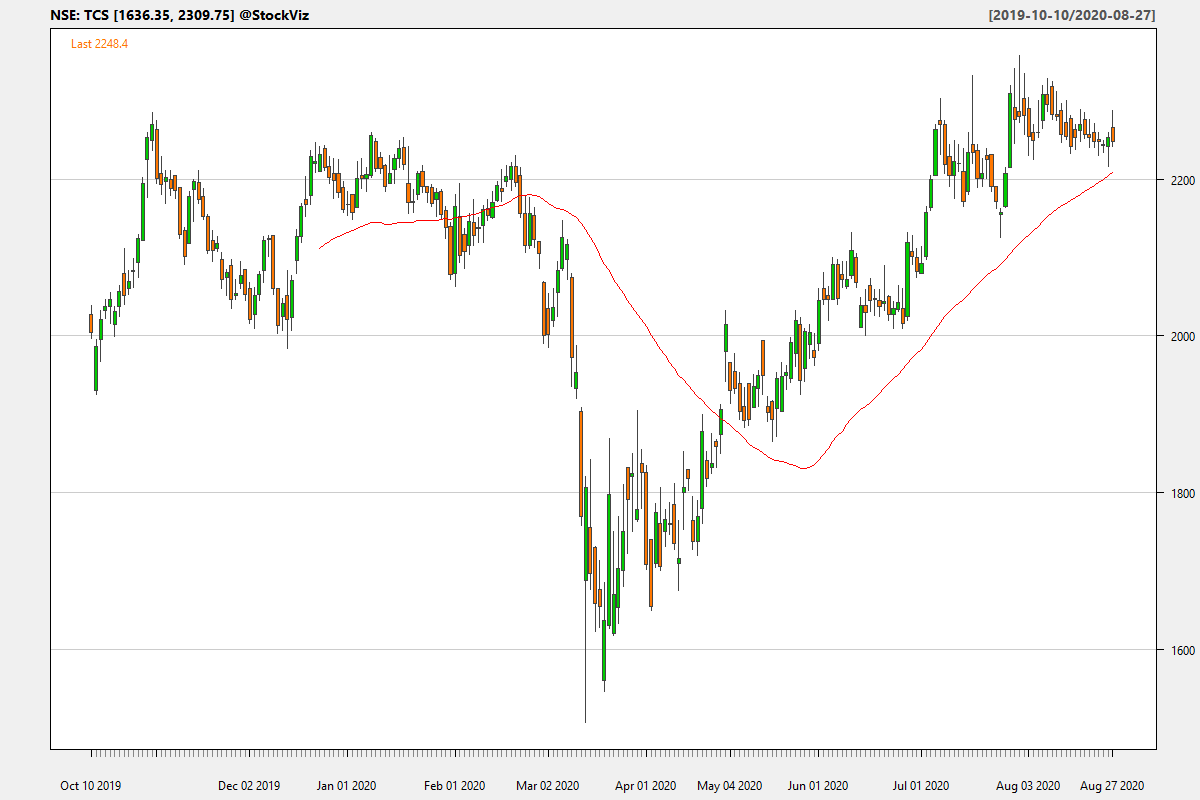 NSE: TCS [1636.35, 2309.75] @StockViz
[2019-10-10/2020-08-27]
Last 2248.4
2200
2000
1800
1600
Oct 10 2019 Dec 02 2019 Jan 01 2020 Feb 01 2020 Mar 02 2020 Apr 01 2020 May 04 2020 Jun 01 2020 Jul 01 2020 Aug 03 2020 Aug 27 2020